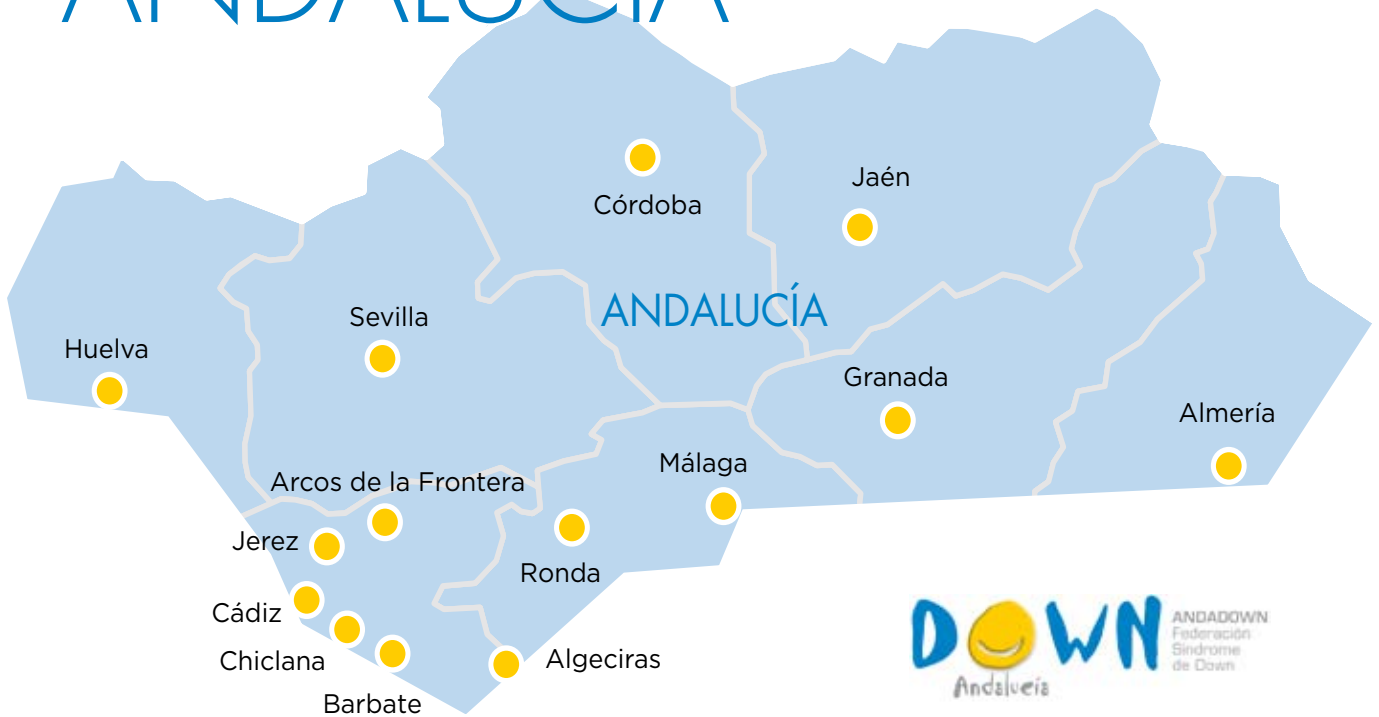 ANDALUCÍA
Jaén
Córdoba
ANDALUCÍA
Sevilla
Huelva
Granada
Almería
Málaga
Arcos de la Frontera
Jerez
Ronda
Cádiz
Chiclana
Algeciras
Barbate
DOWN
Andalucía
ANDADOWN
Federación
Síndrome
de Down